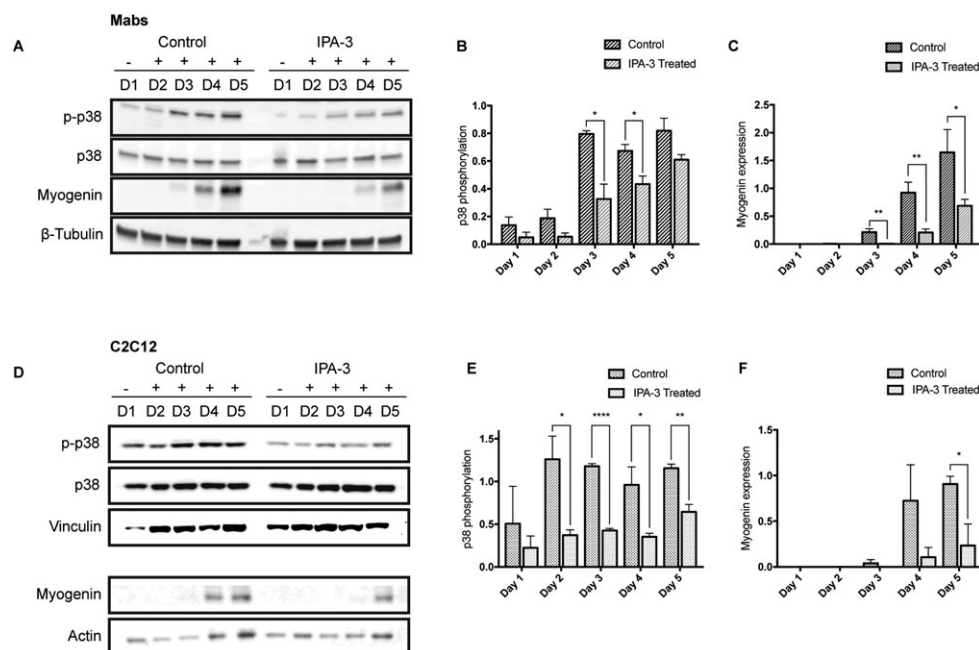 Mabs
A
Control IPA-3
- + + + + - + + + +
D1 D2 D3 D4 D5 D1 D2 D3 D4 D5
p-p38
p38
Myogenin
β-Tubulin
B
Control
IPA-3 Treated
p38 phosphorylation
1.0
0.8
0.6
0.4
0.2
0.0
* *
Day 1 Day 2 Day 3 Day 4 Day 5
C
Control
IPA-3 Treated
Myogenin expression
2.5
2.0
1.5
1.0
0.5
0.0
** ** *
Day 1 Day 2 Day 3 Day 4 Day 5
C2C12
D
Control IPA-3
- + + + + - + + + +
D1 D2 D3 D4 D5 D1 D2 D3 D4 D5
p-p38
p38
Vinculin
Myogenin
Actin
E
Control
IPA-3 Treated
p38 phosphorylation
1.5
1.0
0.5
0.0
* **** * **
Day 1 Day 2 Day 3 Day 4 Day 5
F
Control
IPA-3 Treated
Myogenin expression
1.5
1.0
0.5
0.0
*
Day 1 Day 2 Day 3 Day 4 Day 5